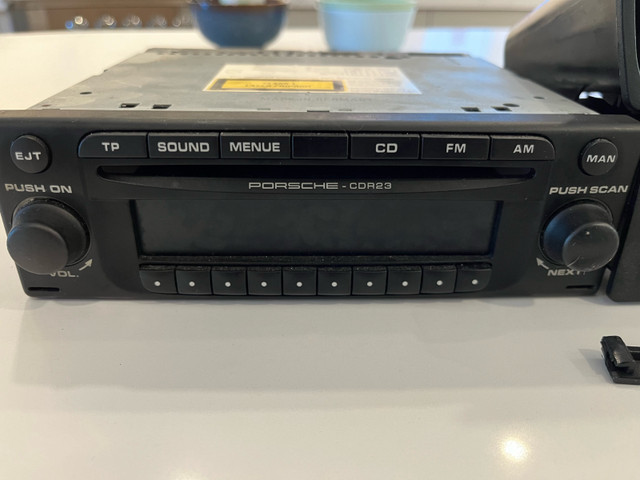 EJT
TP SOUND MENUE CD FM AM
MAN
PUSH ON
PORSCHE - CDR23
PUSH SCAN
VOL.
NEXT